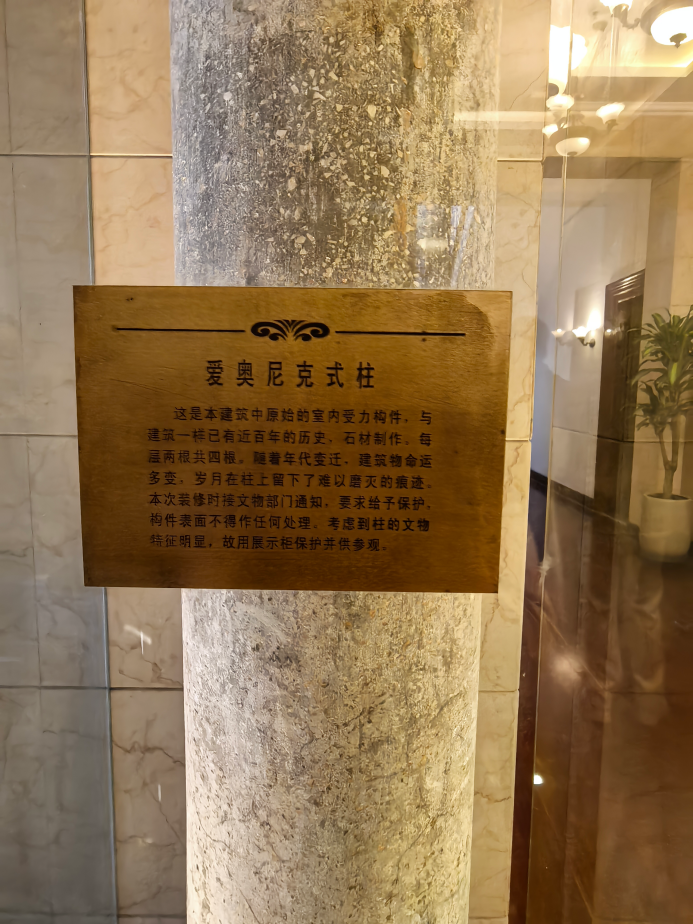 爱奥尼克式柱
这是本建筑中原始的室内受力构件，与
建筑一样已有近百年的历史，石材制作。每
层两根共四根。随着年代变迁，建筑物命运
多变，岁月在柱上留下了难以磨灭的痕迹。
本次装修时接文物部门通知，要求给予保护，
构件表面不得作任何处理。考虑到柱的文物
特征明显，故用展示柜保护并供参观。